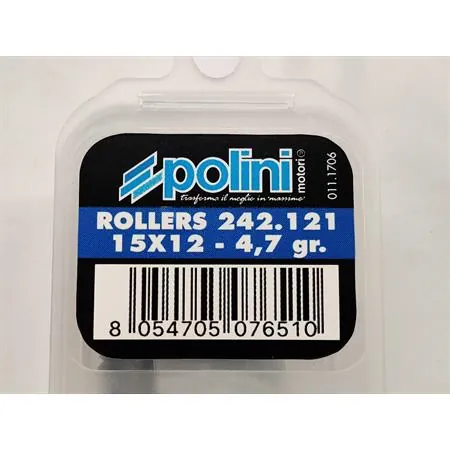 polini
motori®
trasforma il meglio in "massimo"
011.1706
ROLLERS 242.121
15X12 - 4,7 gr.
8 054705 076510